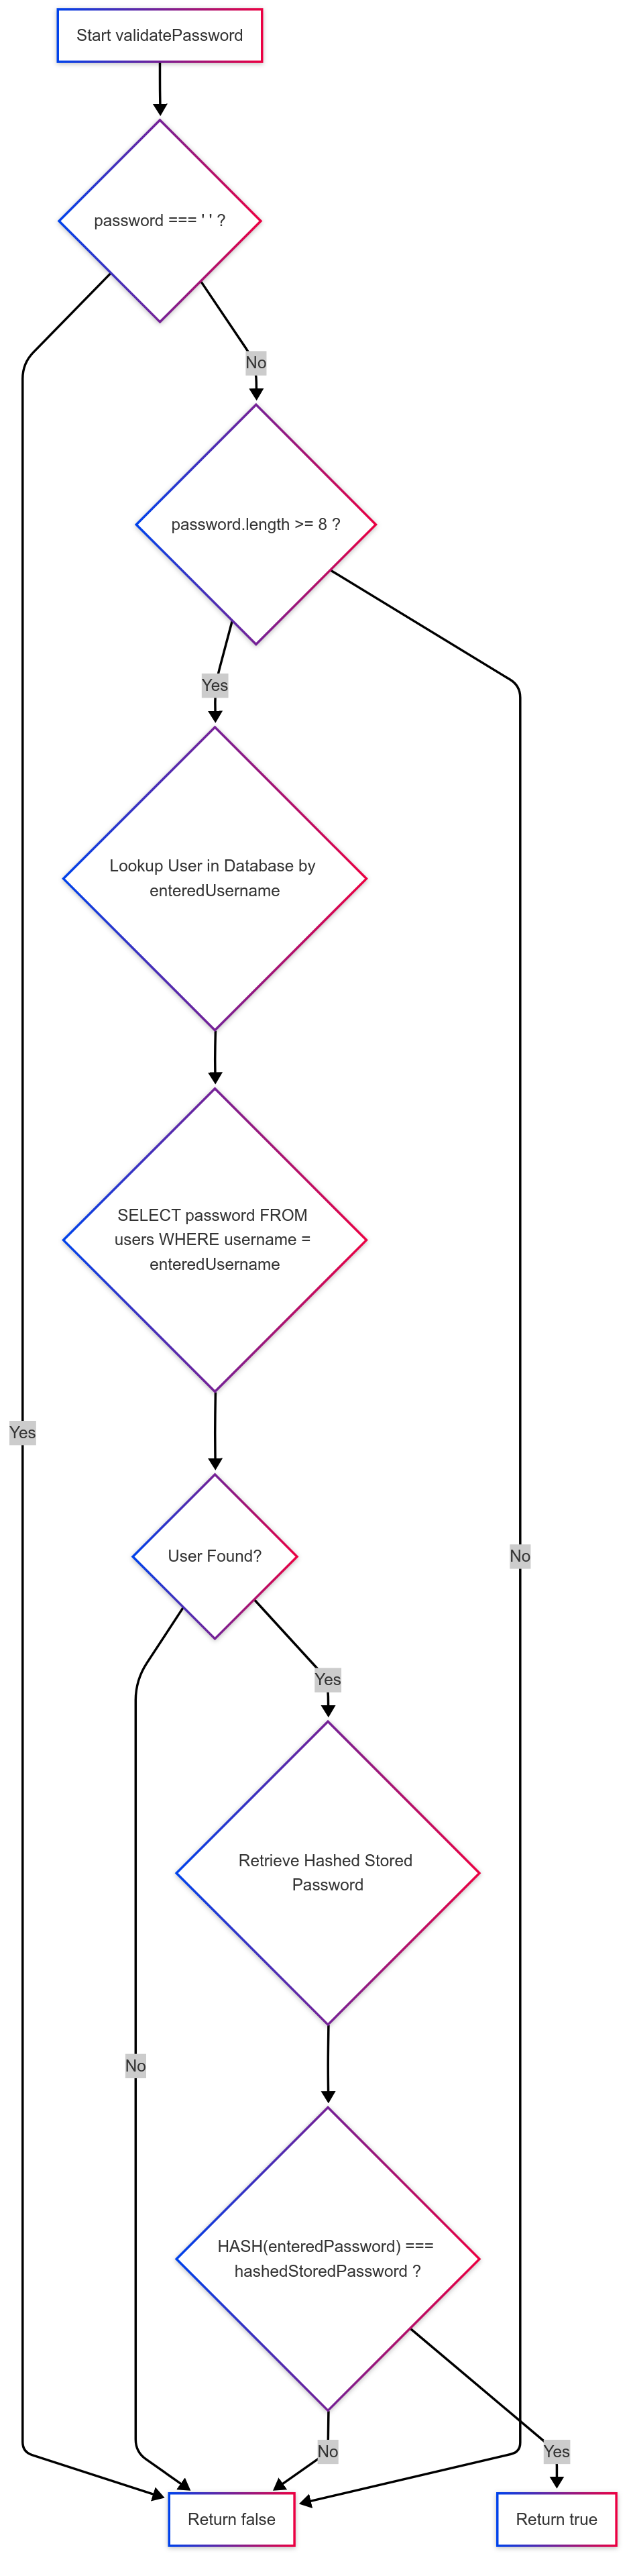 Start validatePassword
password === ' ' ?
No
password.length >= 8 ?
Yes
Lookup User in Database by
enteredUsername
SELECT password FROM
users WHERE username =
enteredUsername
Yes
User Found?
No
Yes
Retrieve Hashed Stored
Password
No
HASH(enteredPassword) ===
hashedStoredPassword ?
No
Yes
Return false
Return true